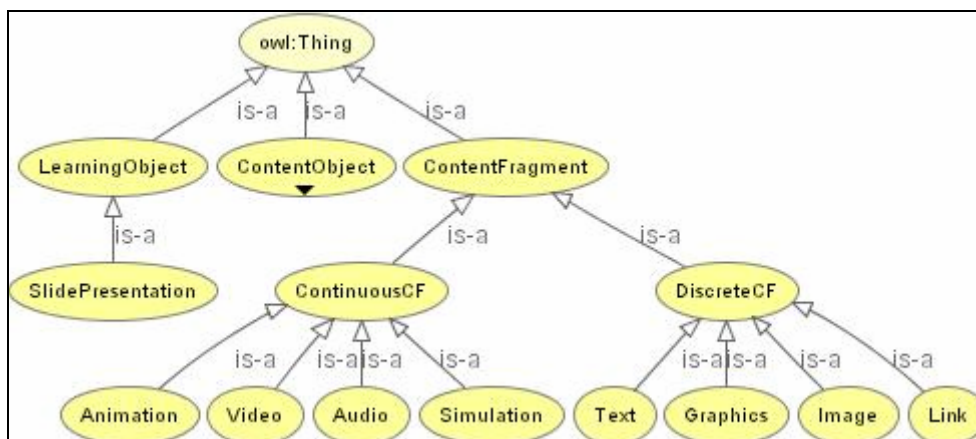 owl:Thing
is-a is-a is-a
LearningObject ContentObject ContentFragment
is-a is-a is-a
SlidePresentation ContinuousCF DiscreteCF
is-a is-a is-a is-a is-a is-a is-a is-a
Animation Video Audio Simulation Text Graphics Image Link